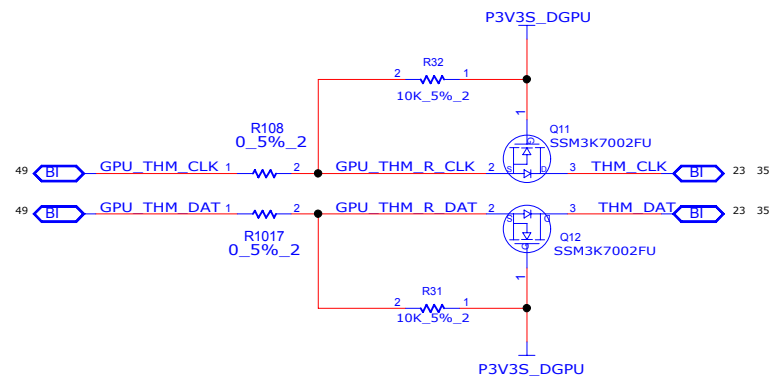 P3V3S_DGPU
R32
2 1
10K_5%_2
1
Q11
SSM3K7002FU
G
S D
R108
0_5%_2
49 BI GPU_THM_CLK 1 2 GPU_THM_R_CLK 2 3 THM_CLK BI 23 35
49 BI GPU_THM_DAT 1 2 GPU_THM_R_DAT 2 3 THM_DAT BI 23 35
R1017
0_5%_2
S
G
Q12
SSM3K7002FU
1
R31
2 1
10K_5%_2
P3V3S_DGPU